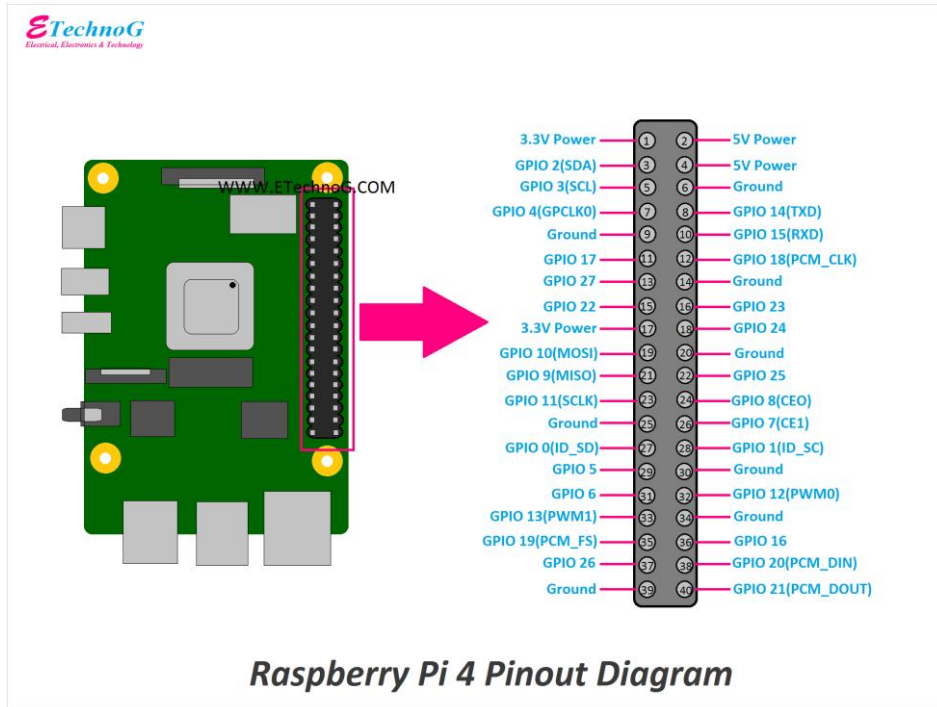 ETechnoG
Electrical, Electronics & Technology
WWW.ETechnoG.COM
3.3V Power 1 2 5V Power
GPIO 2(SDA) 3 4 5V Power
GPIO 3(SCL) 5 6 Ground
GPIO 4(GPCLK0) 7 8 GPIO 14(TXD)
Ground 9 10 GPIO 15(RXD)
GPIO 17 11 12 GPIO 18(PCM_CLK)
GPIO 27 13 14 Ground
GPIO 22 15 16 GPIO 23
3.3V Power 17 18 GPIO 24
GPIO 10(MOSI) 19 20 Ground
GPIO 9(MISO) 21 22 GPIO 25
GPIO 11(SCLK) 23 24 GPIO 8(CEO)
Ground 25 26 GPIO 7(CE1)
GPIO 0(ID_SD) 27 28 GPIO 1(ID_SC)
GPIO 5 29 30 Ground
GPIO 6 31 32 GPIO 12(PWM0)
GPIO 13(PWM1) 33 34 Ground
GPIO 19(PCM_FS) 35 36 GPIO 16
GPIO 26 37 38 GPIO 20(PCM_DIN)
Ground 39 40 GPIO 21(PCM_DOUT)
Raspberry Pi 4 Pinout Diagram